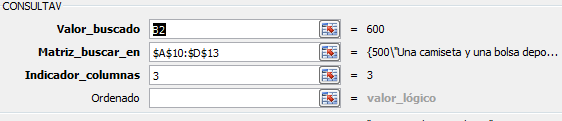 CONSULTAV
Valor_buscado B2 = 600
Matriz_buscar_en $A$10:$D$13 = {500\"Una camiseta y una bolsa depo...
Indicador_columnas 3 = 3
Ordenado = valor_lógico